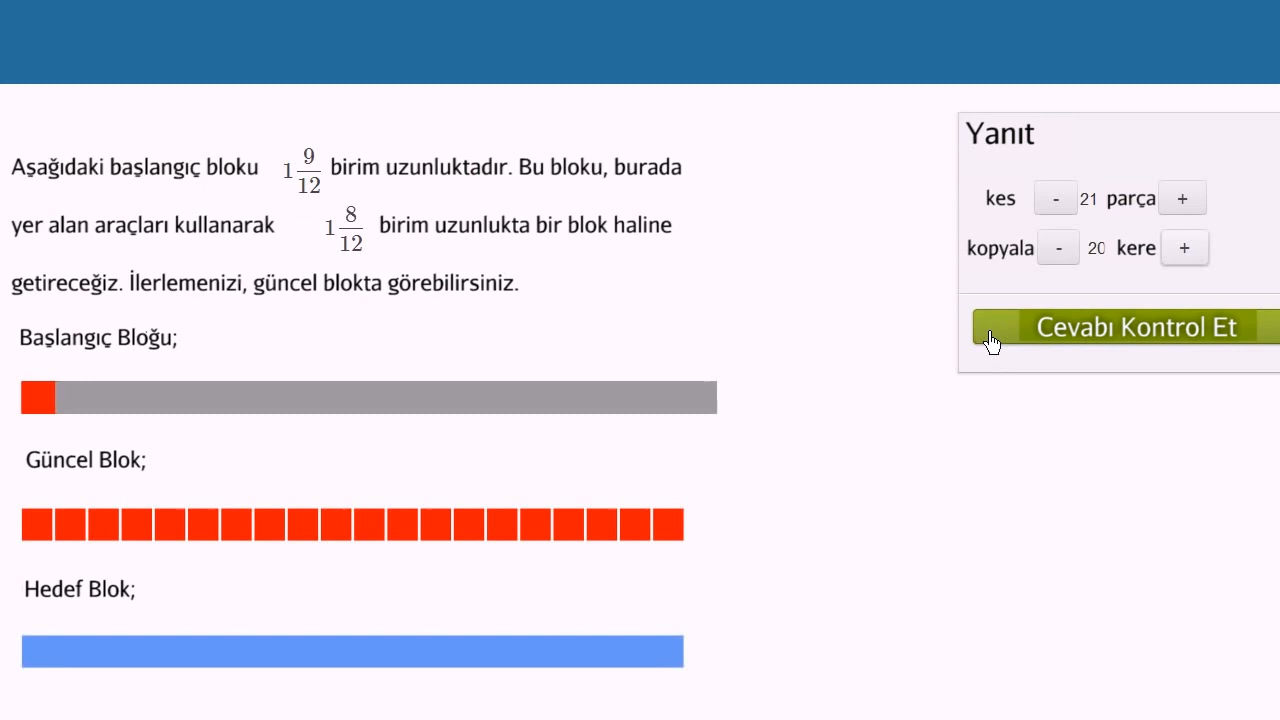 Aşağıdaki başlangıç bloku 1 9/12 birim uzunluktadır. Bu bloku, burada
yer alan araçları kullanarak 1 8/12 birim uzunlukta bir blok haline
getireceğiz. İlerlemenizi, güncel blokta görebilirsiniz.
Başlangıç Bloğu;
Güncel Blok;
Hedef Blok;
Yanıt
kes - 21 parça +
kopyala - 20 kere +
Cevabı Kontrol Et